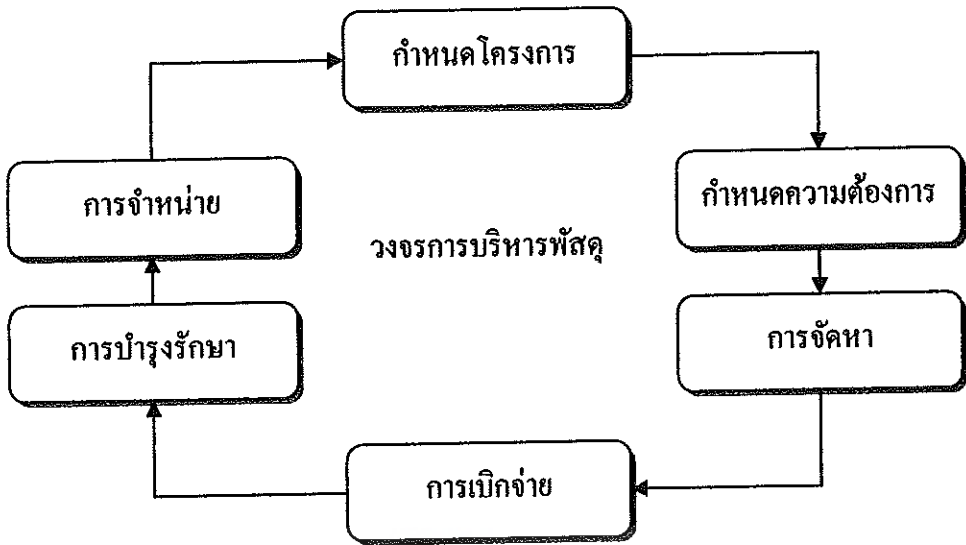 กำหนดโครงการ
กำหนดความต้องการ
การจัดหา
การเบิกจ่าย
การบำรุงรักษา
การจำหน่าย
วงจรการบริหารพัสดุ